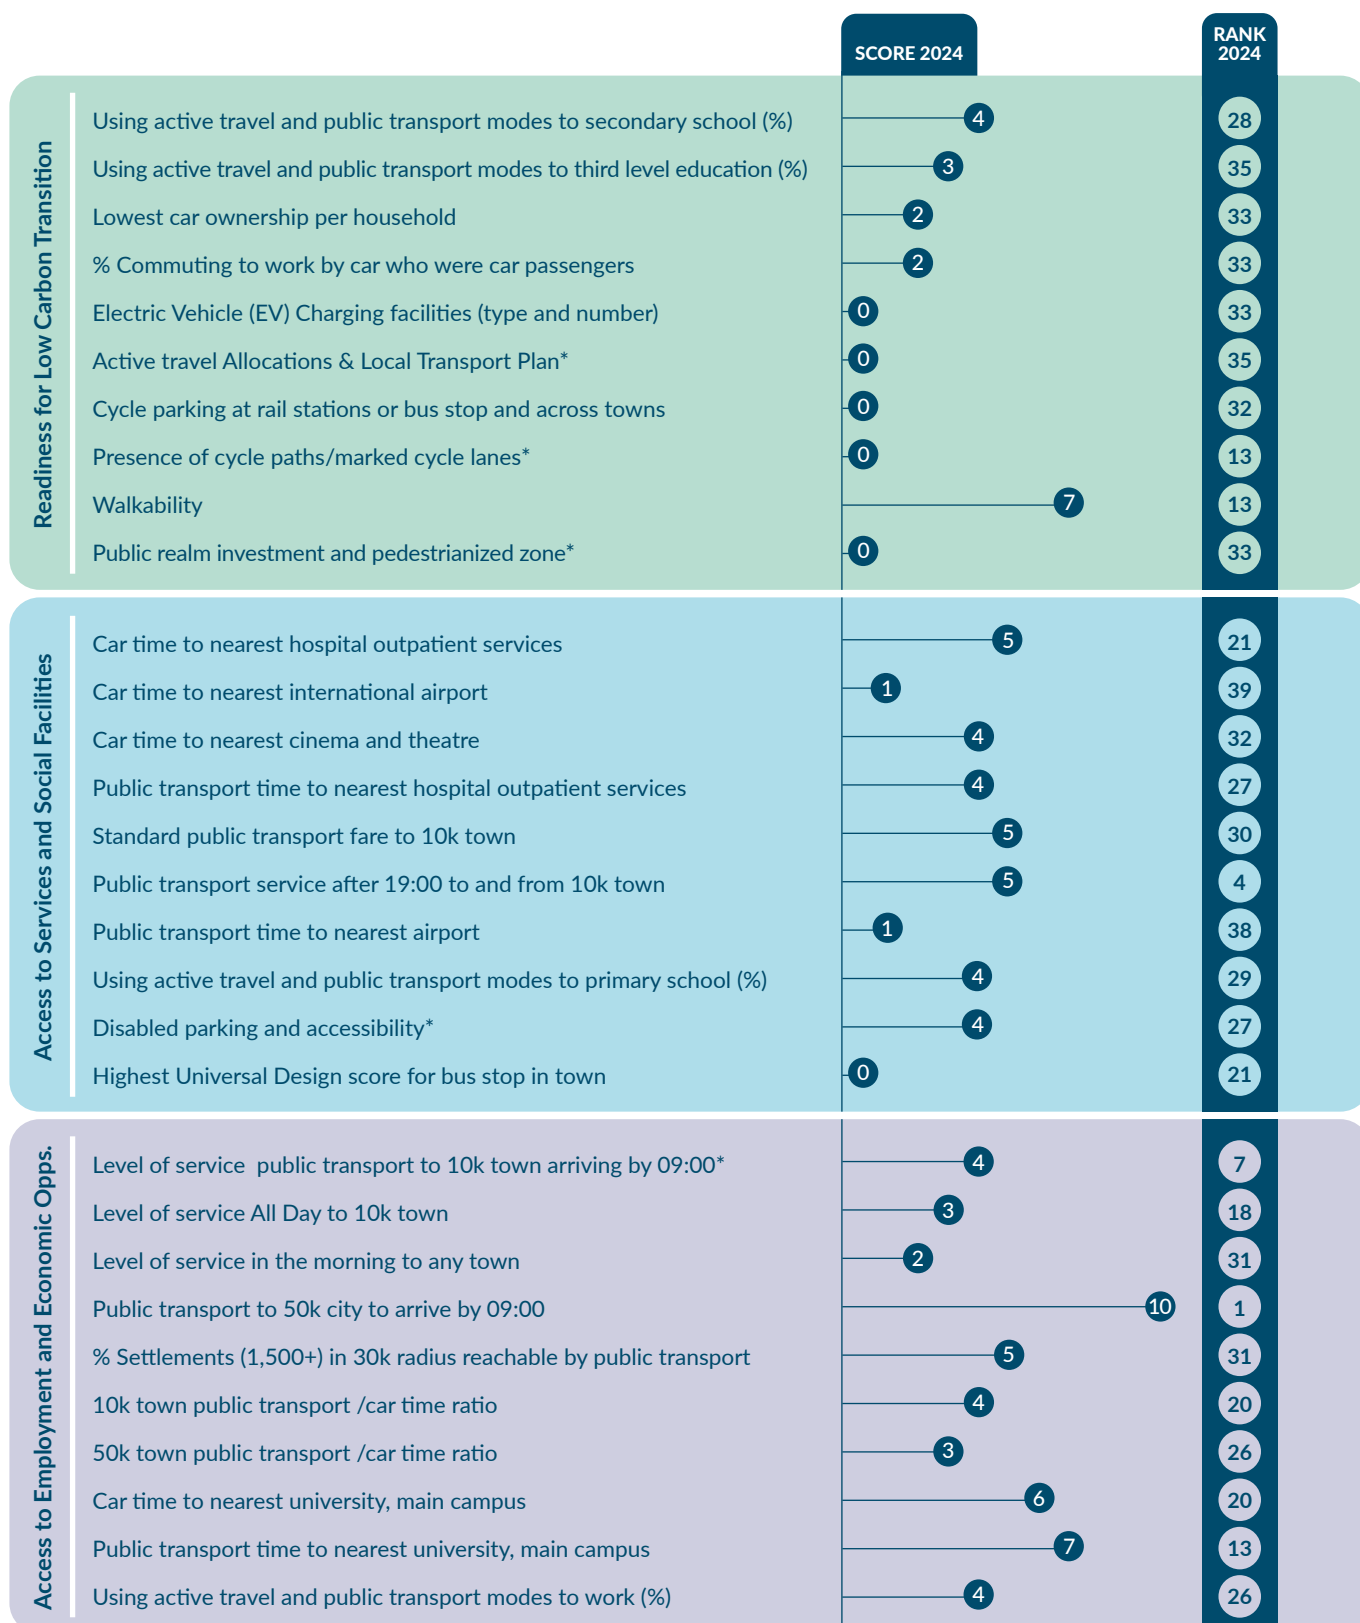 SCORE 2024
RANK
2024
Readiness for Low Carbon Transition
Using active travel and public transport modes to secondary school (%) 4 28
Using active travel and public transport modes to third level education (%) 3 35
Lowest car ownership per household 2 33
% Commuting to work by car who were car passengers 2 33
Electric Vehicle (EV) Charging facilities (type and number) 0 33
Active travel Allocations & Local Transport Plan* 0 35
Cycle parking at rail stations or bus stop and across towns 0 32
Presence of cycle paths/marked cycle lanes* 0 13
Walkability 7 13
Public realm investment and pedestrianized zone* 0 33
Access to Services and Social Facilities
Car time to nearest hospital outpatient services 5 21
Car time to nearest international airport 1 39
Car time to nearest cinema and theatre 4 32
Public transport time to nearest hospital outpatient services 4 27
Standard public transport fare to 10k town 5 30
Public transport service after 19:00 to and from 10k town 5 4
Public transport time to nearest airport 1 38
Using active travel and public transport modes to primary school (%) 4 29
Disabled parking and accessibility* 4 27
Highest Universal Design score for bus stop in town 0 21
Access to Employment and Economic Opps.
Level of service public transport to 10k town arriving by 09:00* 4 7
Level of service All Day to 10k town 3 18
Level of service in the morning to any town 2 31
Public transport to 50k city to arrive by 09:00 10 1
% Settlements (1,500+) in 30k radius reachable by public transport 5 31
10k town public transport /car time ratio 4 20
50k town public transport /car time ratio 3 26
Car time to nearest university, main campus 6 20
Public transport time to nearest university, main campus 7 13
Using active travel and public transport modes to work (%) 4 26